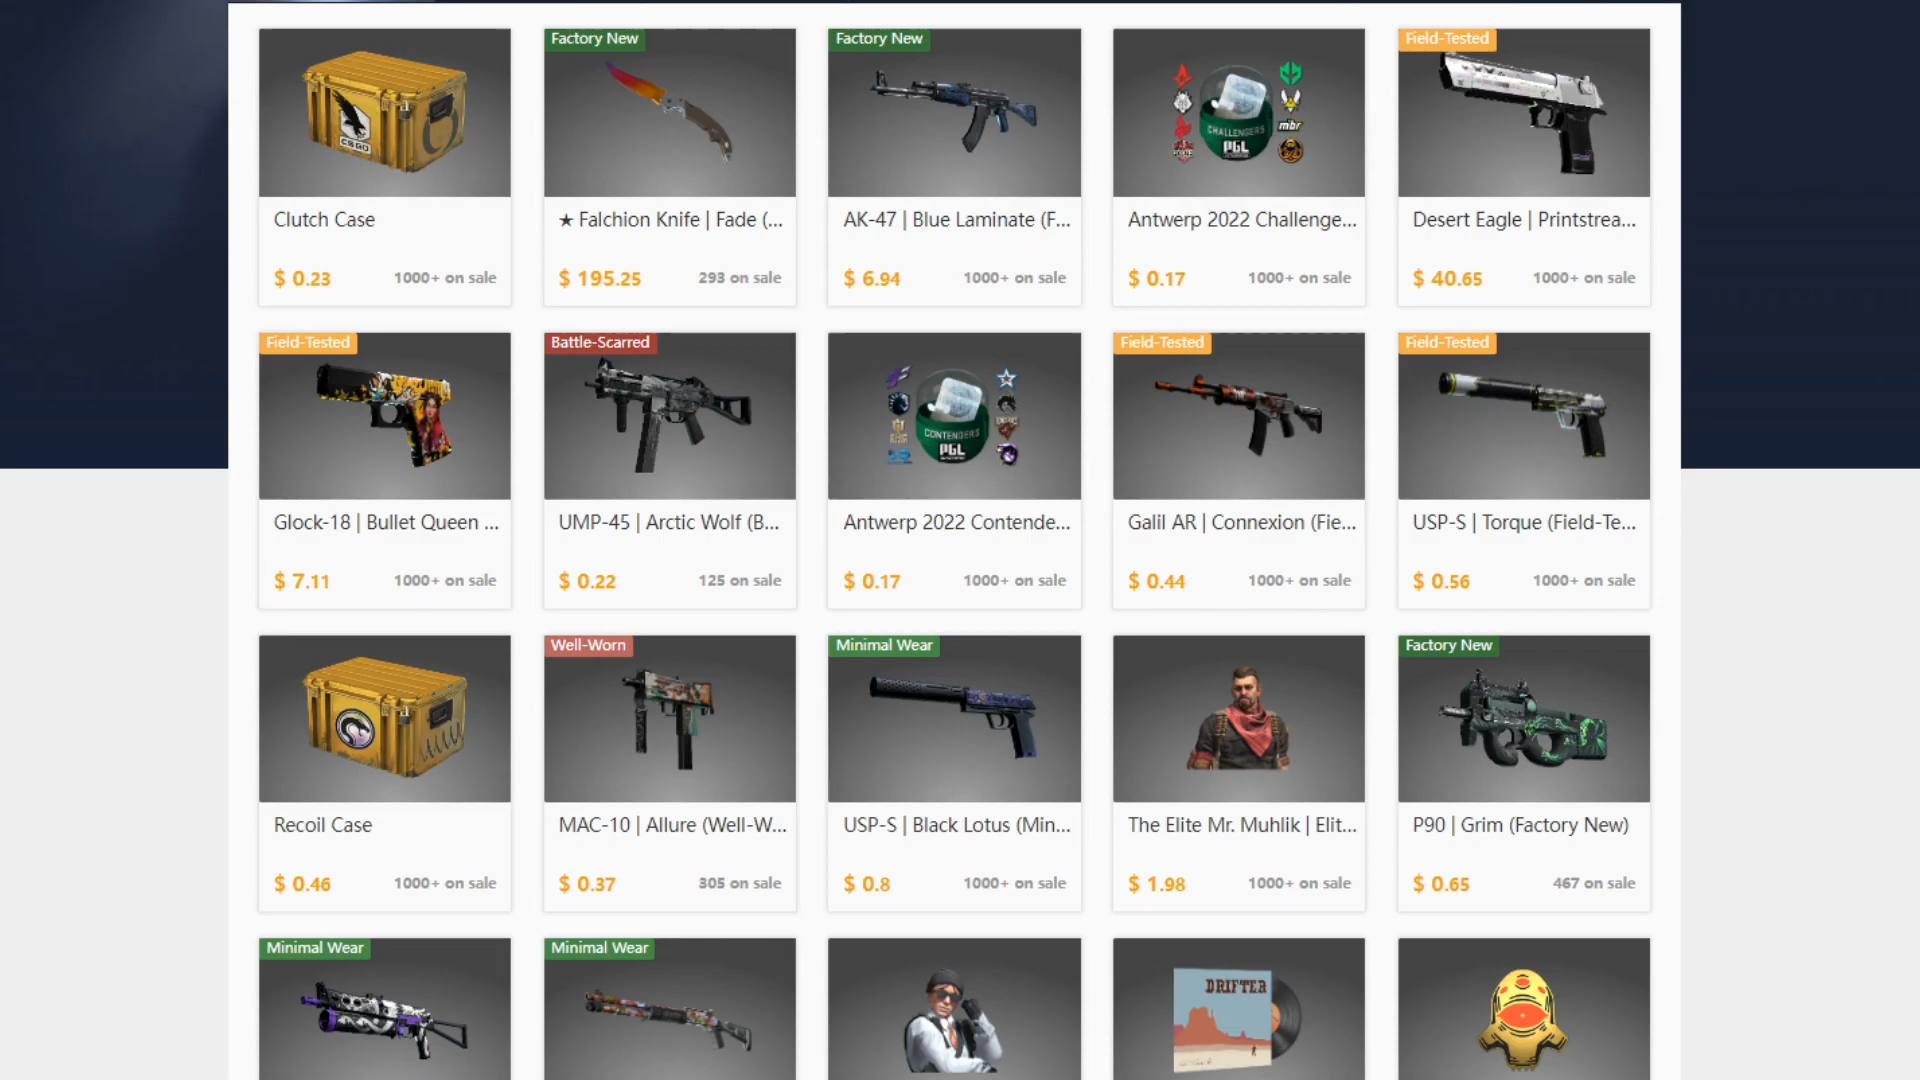 Factory New
Factory New
Field-Tested
CS GO
CHALLENGERS
PGL
mbr
Clutch Case
★ Falchion Knife | Fade (...
AK-47 | Blue Laminate (F...
Antwerp 2022 Challenge...
Desert Eagle | Printstrea...
$ 0.23
1000+ on sale
$ 195.25
293 on sale
$ 6.94
1000+ on sale
$ 0.17
1000+ on sale
$ 40.65
1000+ on sale
Field-Tested
Battle-Scarred
Field-Tested
Field-Tested
CONTENDERS
PGL
Glock-18 | Bullet Queen ...
UMP-45 | Arctic Wolf (B...
Antwerp 2022 Contende...
Galil AR | Connexion (Fie...
USP-S | Torque (Field-Te...
$ 7.11
1000+ on sale
$ 0.22
125 on sale
$ 0.17
1000+ on sale
$ 0.44
1000+ on sale
$ 0.56
1000+ on sale
Well-Worn
Minimal Wear
Factory New
Recoil Case
MAC-10 | Allure (Well-W...
USP-S | Black Lotus (Min...
The Elite Mr. Muhlik | Elit...
P90 | Grim (Factory New)
$ 0.46
1000+ on sale
$ 0.37
305 on sale
$ 0.8
1000+ on sale
$ 1.98
1000+ on sale
$ 0.65
467 on sale
Minimal Wear
Minimal Wear
DRIFTER